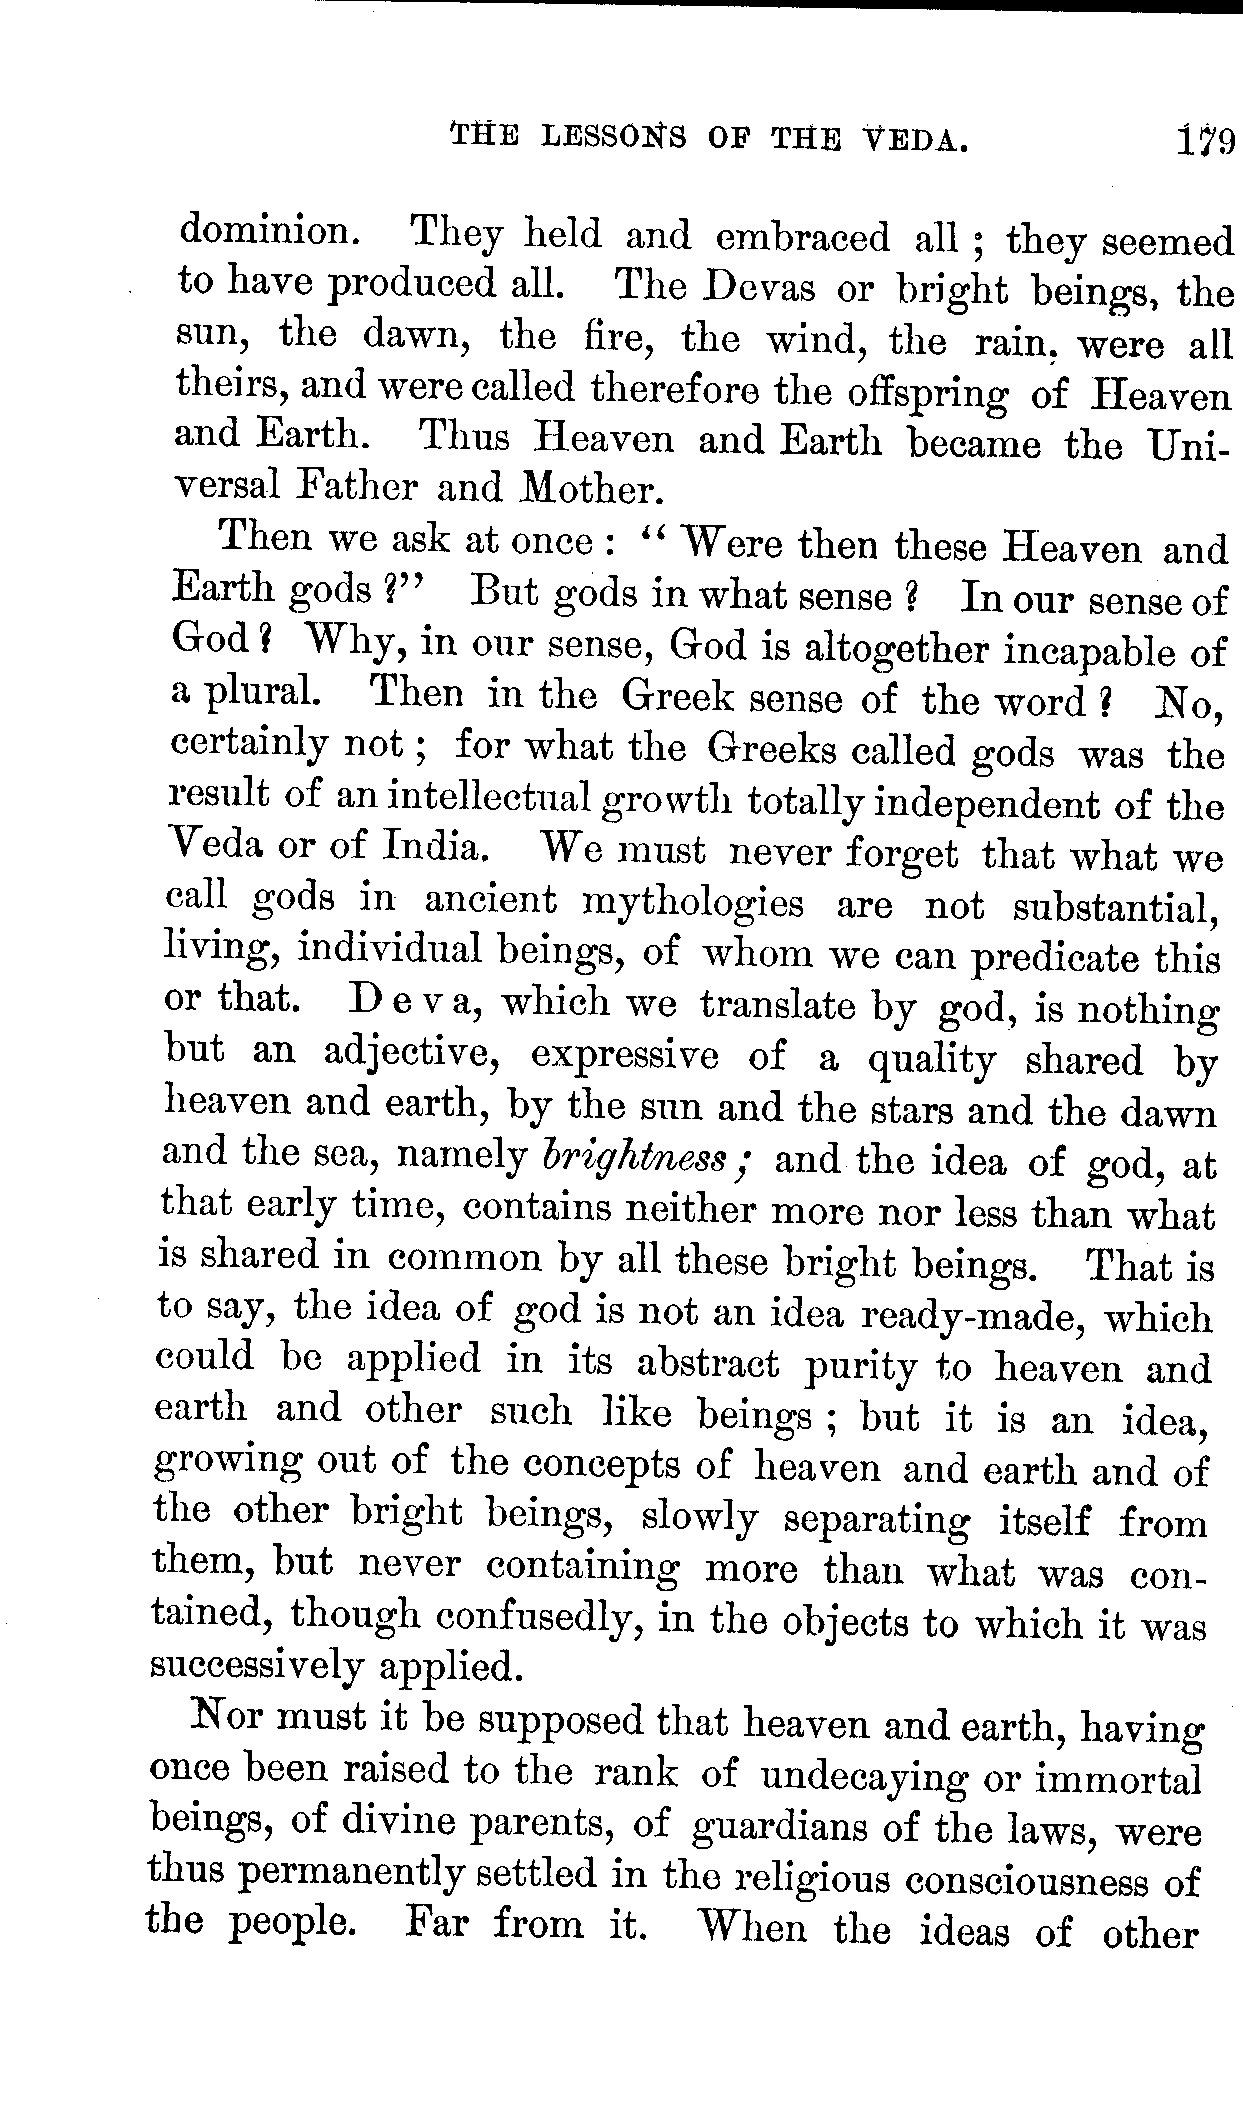 THE LESSONS OF THE VEDA. 179
dominion. They held and embraced all ; they seemed
to have produced all. The Devas or bright beings, the
sun, the dawn, the fire, the wind, the rain, were all
theirs, and were called therefore the offspring of Heaven
and Earth. Thus Heaven and Earth became the Uni-
versal Father and Mother.
Then we ask at once : “ Were then these Heaven and
Earth gods ?” But gods in what sense ? In our sense of
God ? Why, in our sense, God is altogether incapable of
a plural. Then in the Greek sense of the word ? No,
certainly not ; for what the Greeks called gods was the
result of an intellectual growth totally independent of the
Veda or of India. We must never forget that what we
call gods in ancient mythologies are not substantial,
living, individual beings, of whom we can predicate this
or that. D e v a, which we translate by god, is nothing
but an adjective, expressive of a quality shared by
heaven and earth, by the sun and the stars and the dawn
and the sea, namely brightness ; and the idea of god, at
that early time, contains neither more nor less than what
is shared in common by all these bright beings. That is
to say, the idea of god is not an idea ready-made, which
could be applied in its abstract purity to heaven and
earth and other such like beings ; but it is an idea,
growing out of the concepts of heaven and earth and of
the other bright beings, slowly separating itself from
them, but never containing more than what was con-
tained, though confusedly, in the objects to which it was
successively applied.
Nor must it be supposed that heaven and earth, having
once been raised to the rank of undecaying or immortal
beings, of divine parents, of guardians of the laws, were
thus permanently settled in the religious consciousness of
the people. Far from it. When the ideas of other